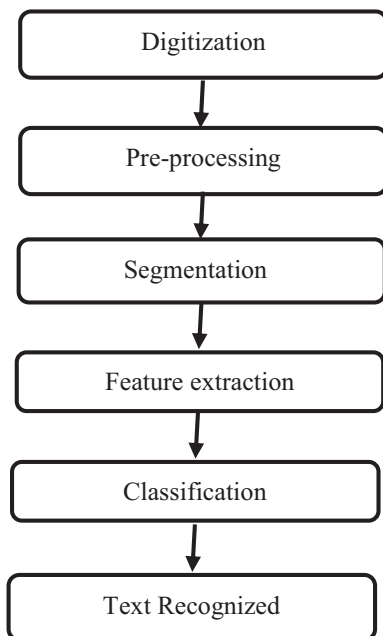 Digitization
Pre-processing
Segmentation
Feature extraction
Classification
Text Recognized